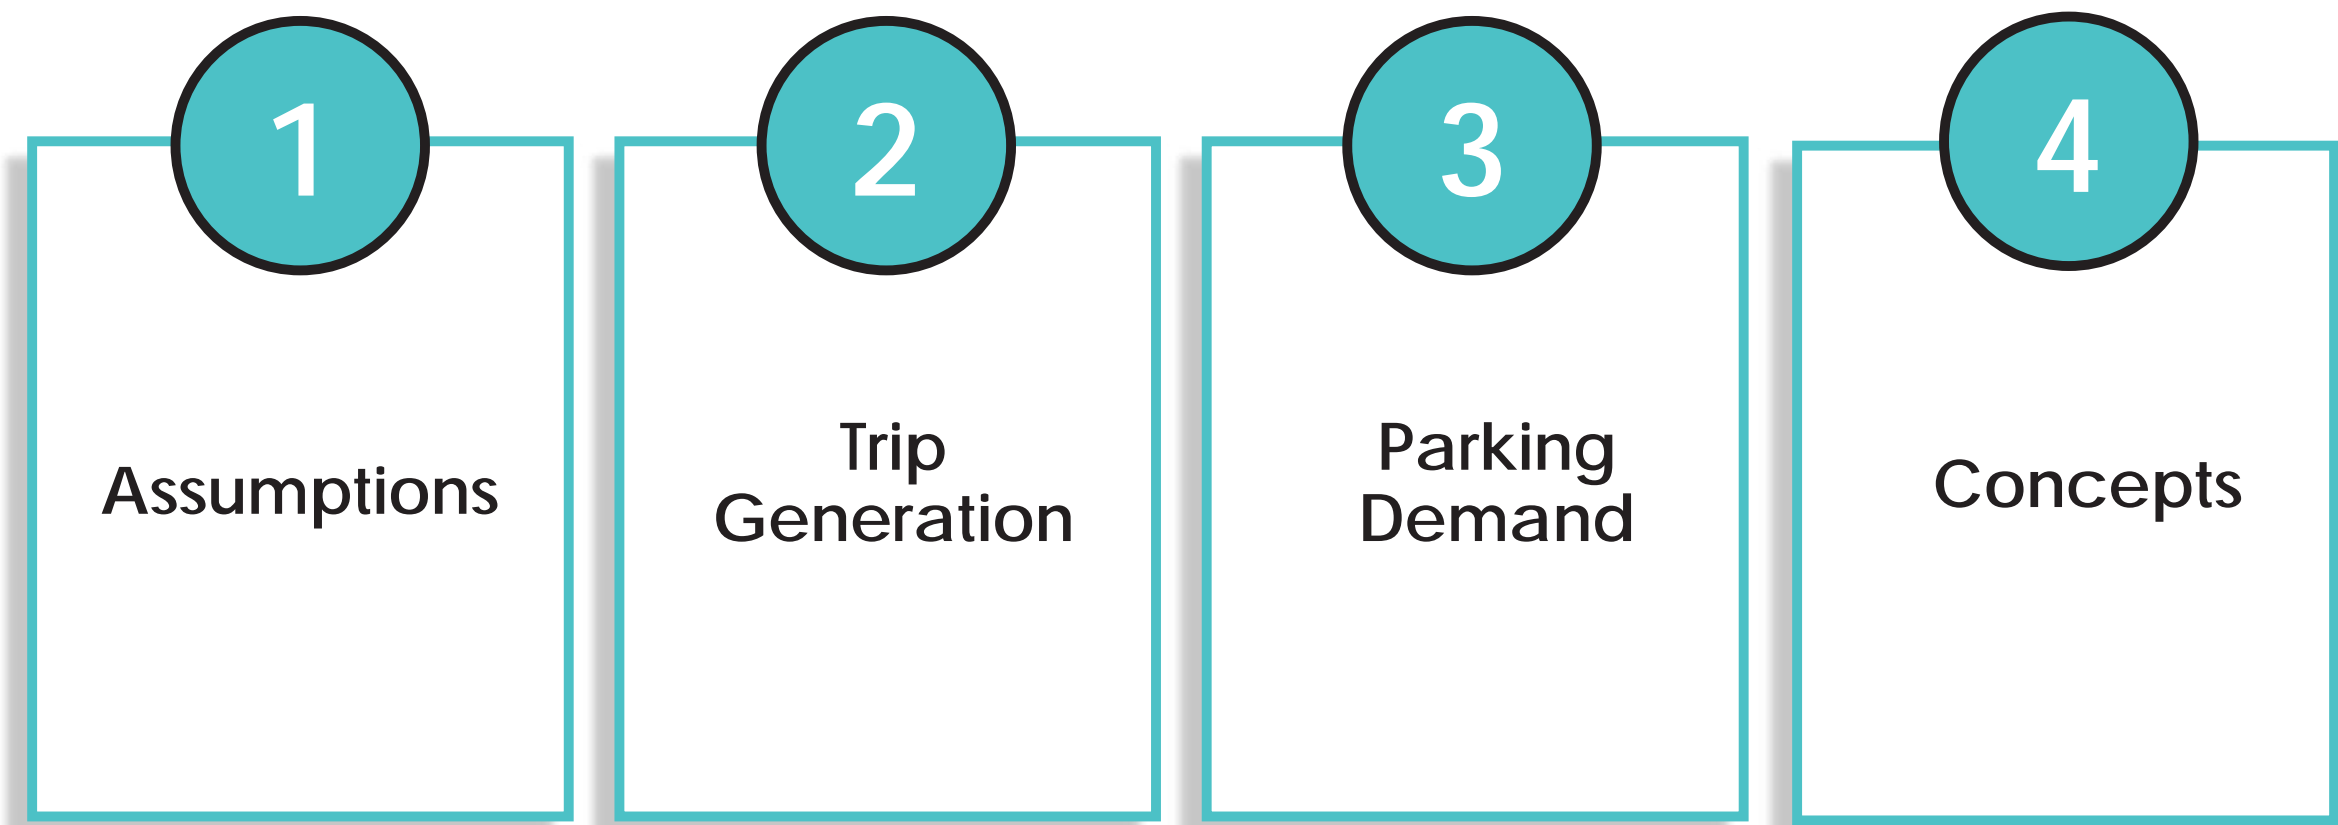 1
Assumptions
2
Trip
Generation
3
Parking
Demand
4
Concepts